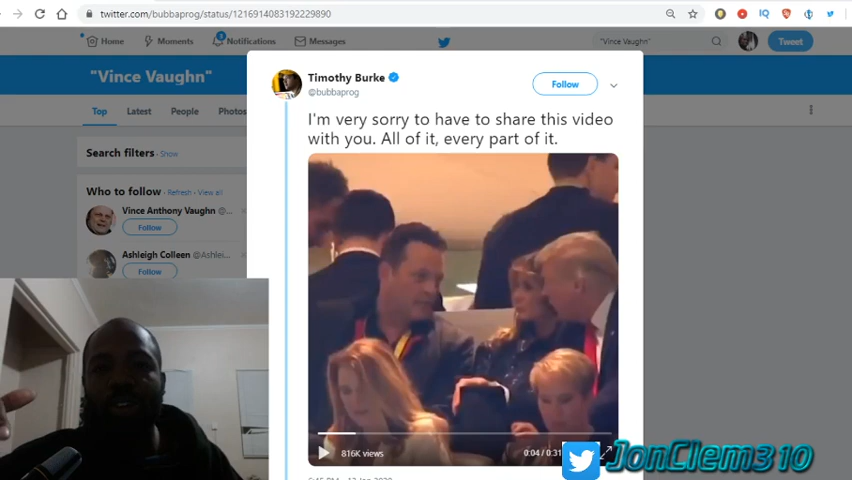 twitter.com/bubbaprog/status/1216914083192229890
Home
Moments
Notifications
Messages
"Vince Vaughn"
Tweet
"Vince Vaughn"
Top
Latest
People
Photos
Search filters · Show
Who to follow · Refresh · View all
Vince Anthony Vaughn @...
Follow
Ashleigh Colleen @Ashlei...
Follow
Timothy Burke
@bubbaprog
Follow
I'm very sorry to have to share this video
with you. All of it, every part of it.
816K views
0:04 / 0:31
JonClem310